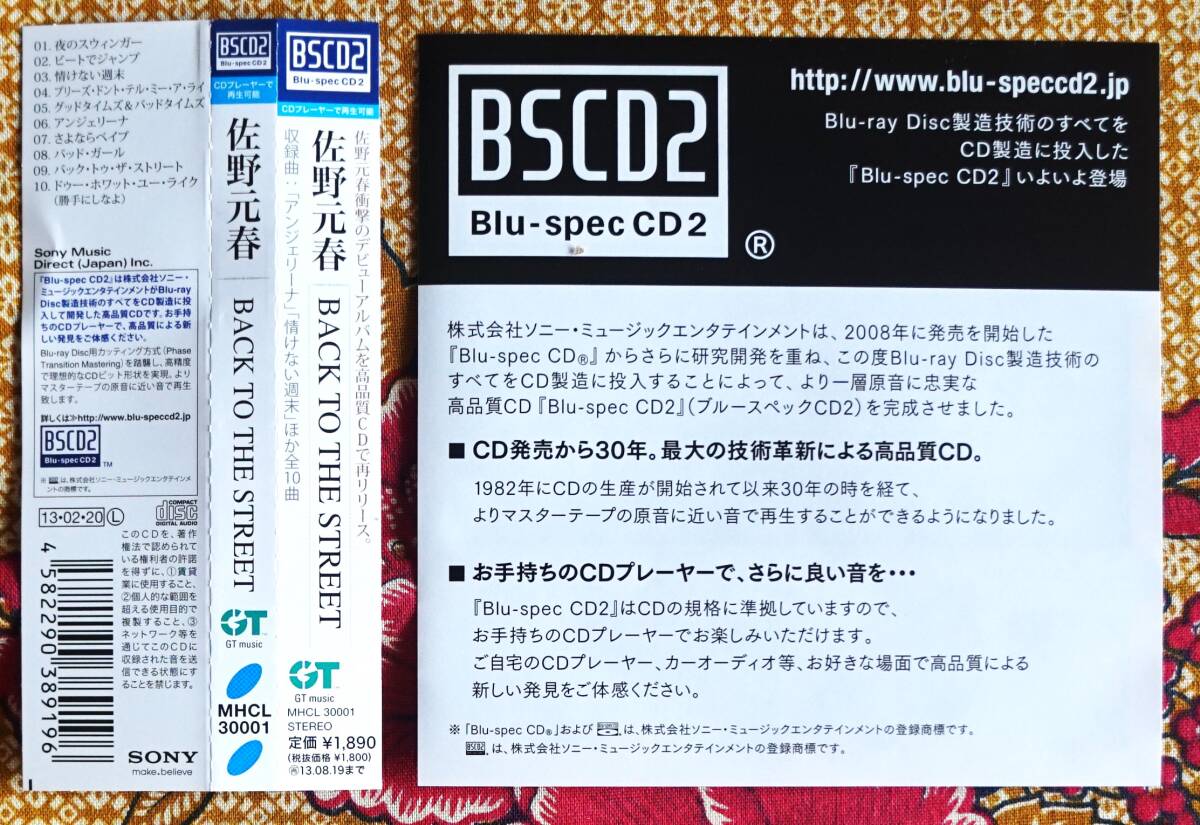 01. 夜のスウィンガー
02. ビートでジャンプ
03. 情けない週末
04. プリーズ・ドント・テル・ミー・ア・ライ
05. グッドタイムズ&バッドタイムズ
06. アンジェリーナ
07. さよならベイブ
08. バッド・ガール
09. バック・トゥ・ザ・ストリート
10. ドゥー・ホワット・ユー・ライク
(勝手にしなよ)
Sony Music
Direct (Japan) Inc.
『Blu-spec CD2』は株式会社ソニー・
ミュージックエンタテインメントがBlu-ray
Disc製造技術のすべてをCD製造に投
入して開発した高品質CDです。お手
持ちのCDプレーヤーで、高品質による新
しい発見をご体感ください。
Blu-ray Disc用カッティング方式(Phase
Transition Mastering)を踏襲し、高精度
で理想的なCDビット形状を実現。より
マスターテープの原音に近い音で再生
致します。
詳しくは≫http://www.blu-speccd2.jp
BSCD2
Blu-spec CD2
TM
は、株式会社ソニー・ミュージックエンタテインメ
ントの商標です。
13・02・20 L
COMPACT
disc
DIGITAL AUDIO
このCDを、著作
権法で認められて
いる権利者の許諾
を得ずに、①賃貸
業に使用すること、
②個人的な範囲を
超える使用目的で
複製すること、③
ネットワーク等を
通じてこのCDに
収録された音を送
信できる状態にす
ることを禁じます。
4 582290 389196
SONY
make.believe
BSCD2
Blu-spec CD2
CDプレーヤーで
再生可能
佐野元春
BACK TO THE STREET
GT
GT music
MHCL
30001
BSCD2
Blu-spec CD2
CDプレーヤーで再生可能
佐野元春衝撃のデビューアルバムを高品質CDで再リリース。
佐野元春 BACK TO THE STREET
収録曲:「アンジェリーナ」「情けない週末」ほか全10曲
GT
GT music
MHCL 30001
STEREO
定価 ¥1,890
(税抜価格 ¥1,800)
再13.08.19まで
BSCD2
Blu-spec CD2
®
http://www.blu-speccd2.jp
Blu-ray Disc製造技術のすべてを
CD製造に投入した
『Blu-spec CD2』いよいよ登場
株式会社ソニー・ミュージックエンタテインメントは、2008年に発売を開始した
『Blu-spec CD®』からさらに研究開発を重ね、この度Blu-ray Disc製造技術の
すべてをCD製造に投入することによって、より一層原音に忠実な
高品質CD『Blu-spec CD2』(ブルースペックCD2)を完成させました。
■ CD発売から30年。最大の技術革新による高品質CD。
1982年にCDの生産が開始されて以来30年の時を経て、
よりマスターテープの原音に近い音で再生することができるようになりました。
■ お手持ちのCDプレーヤーで、さらに良い音を・・・
『Blu-spec CD2』はCDの規格に準拠していますので、
お手持ちのCDプレーヤーでお楽しみいただけます。
ご自宅のCDプレーヤー、カーオーディオ等、お好きな場面で高品質による
新しい発見をご体感ください。
※「Blu-spec CD®」および は、株式会社ソニー・ミュージックエンタテインメントの登録商標です。
BSCD2 は、株式会社ソニー・ミュージックエンタテインメントの登録商標です。